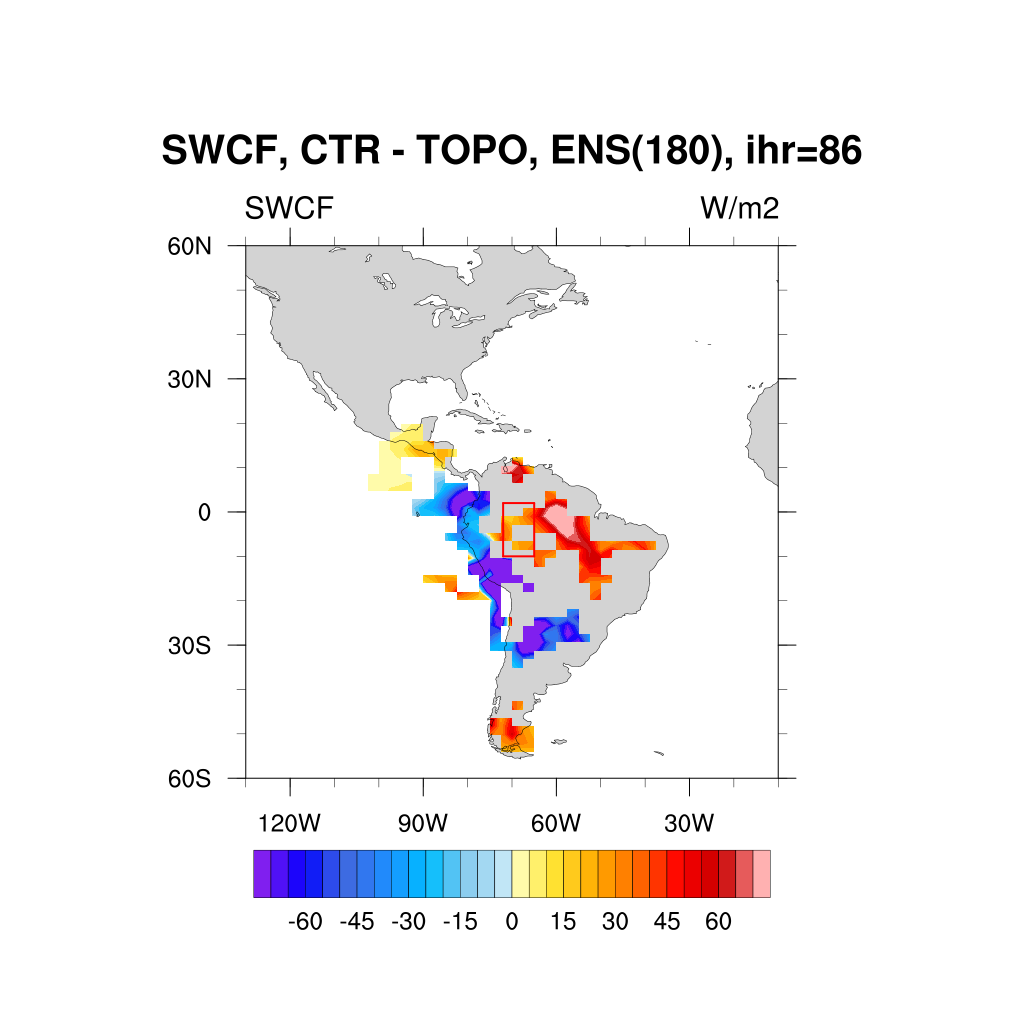 SWCF, CTR - TOPO, ENS(180), ihr=86
SWCF W/m2
60N
30N
0
30S
60S
120W 90W 60W 30W
-60 -45 -30 -15 0 15 30 45 60